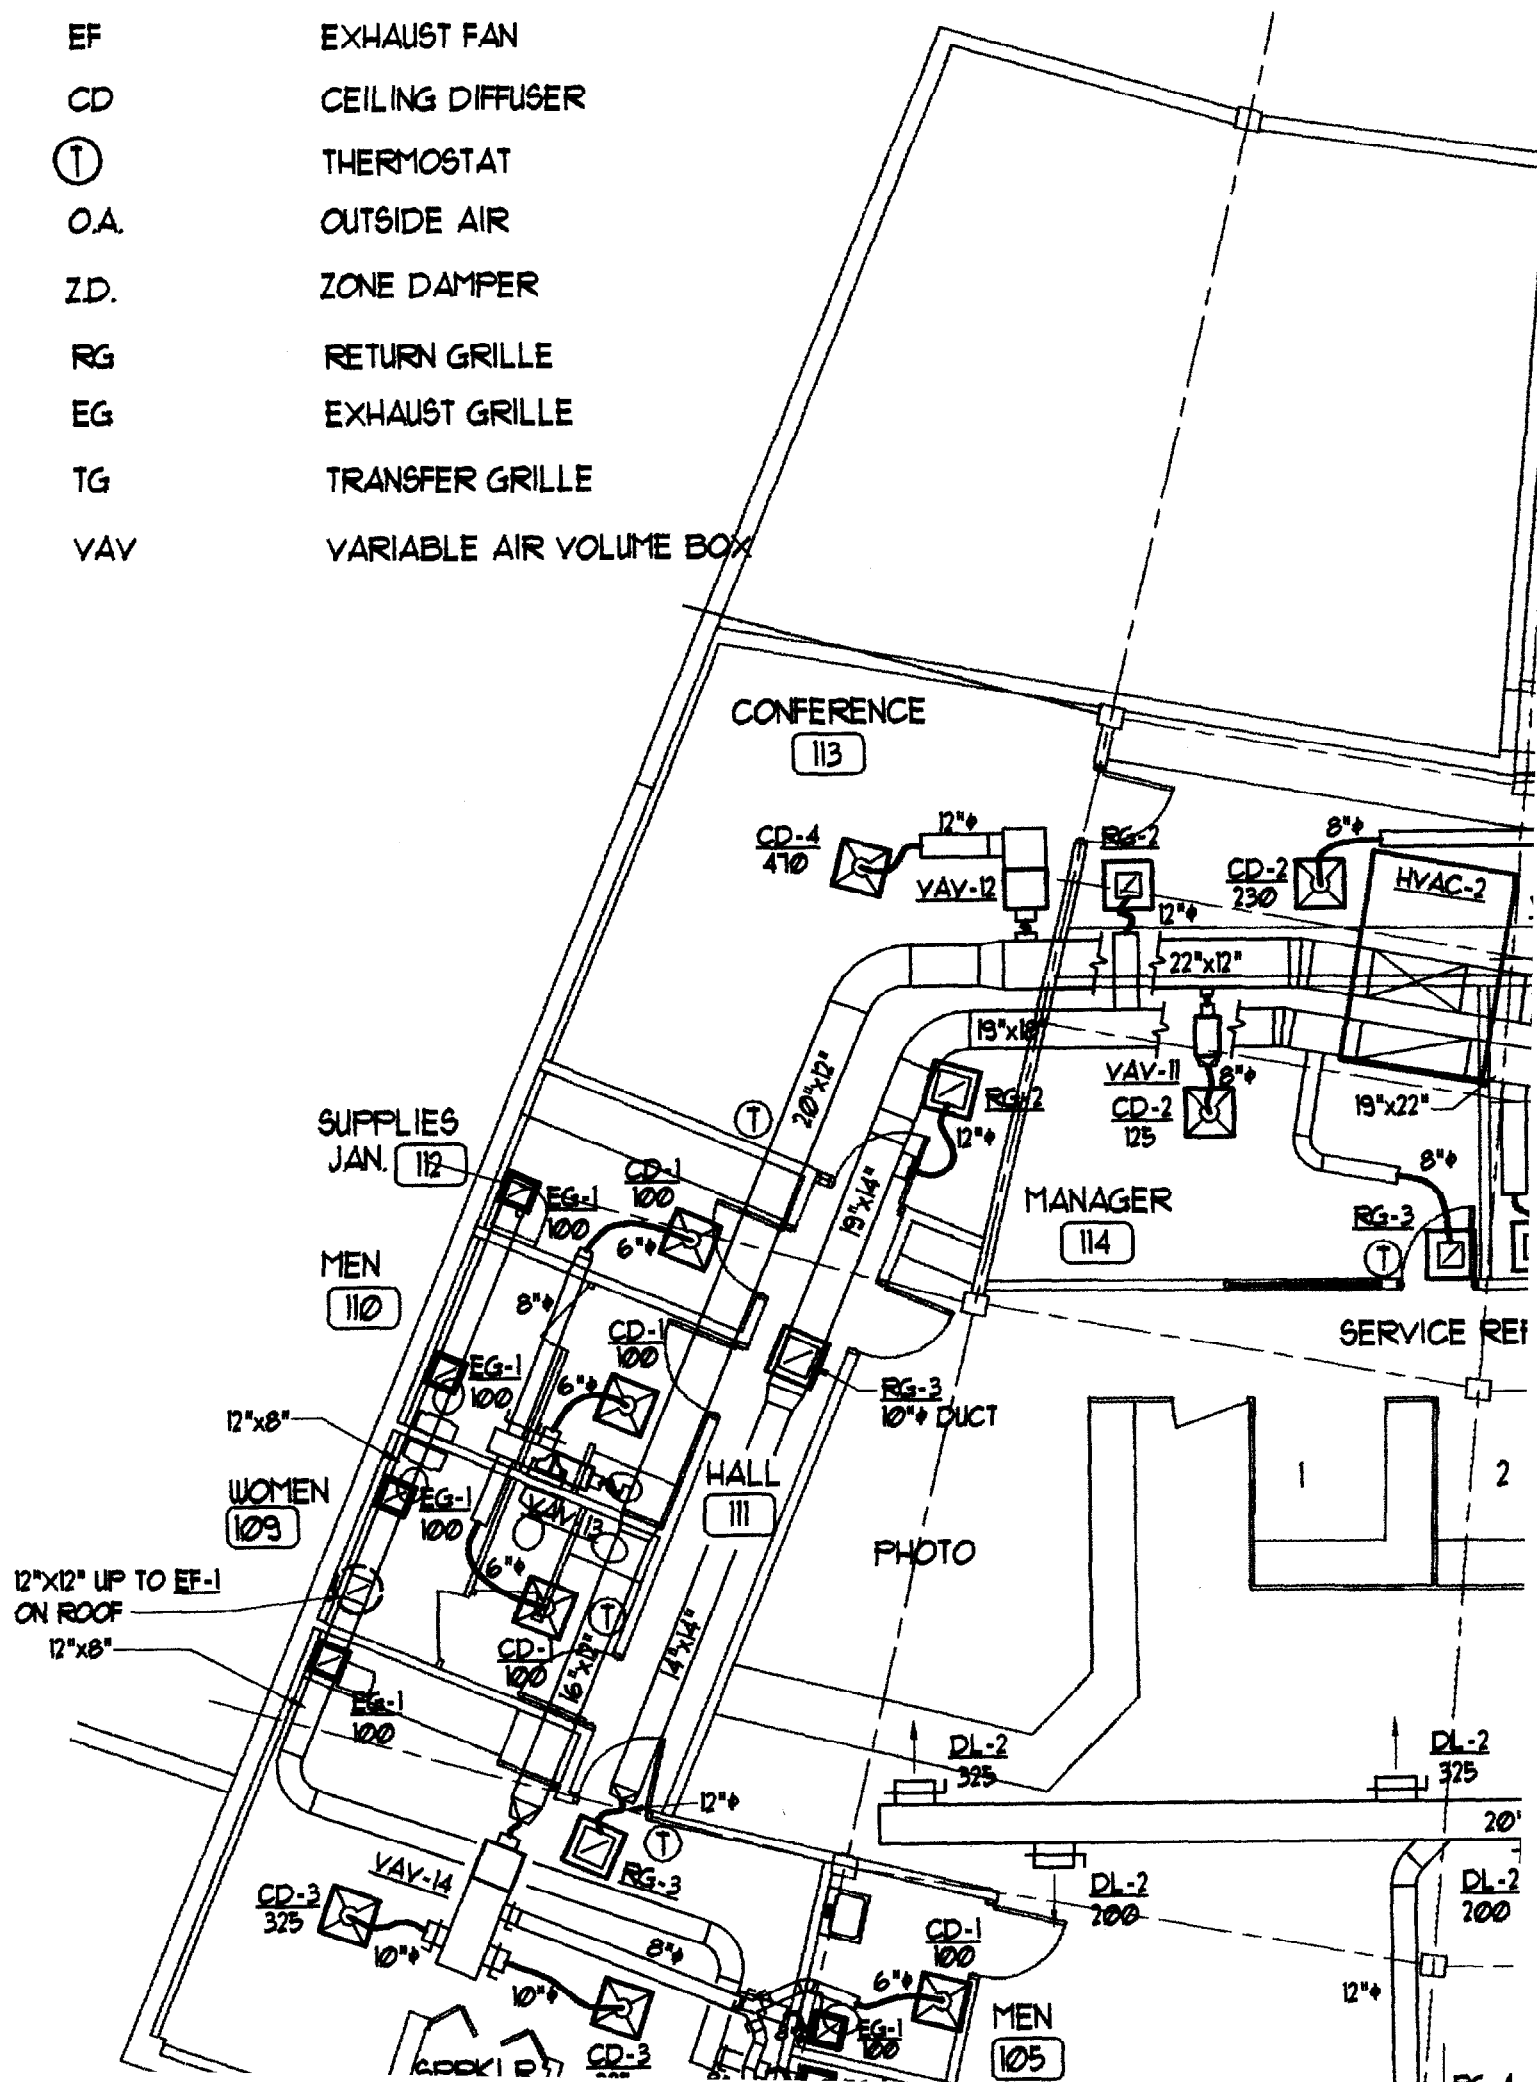 EF EXHAUST FAN
CD CEILING DIFFUSER
T THERMOSTAT
O.A. OUTSIDE AIR
Z.D. ZONE DAMPER
RG RETURN GRILLE
EG EXHAUST GRILLE
TG TRANSFER GRILLE
VAV VARIABLE AIR VOLUME BOX
CONFERENCE
113
CD-4
470
12"ϕ
VAV-12
RG-2
12"ϕ
8"ϕ
CD-2
230
HVAC-2
22"x12"
19"x18"
VAV-11
8"ϕ
CD-2
125
19"x22"
20"x12"
RG-2
12"ϕ
T
SUPPLIES
JAN. 112
CD-1
100
EG-1
100
6"ϕ
19"x14"
MANAGER
114
8"ϕ
RG-3
T
MEN
110
8"ϕ
CD-1
100
SERVICE
EG-1
100
6"ϕ
RG-3
10"ϕ DUCT
12"x8"
HALL
111
1
2
WOMEN
109
EG-1
100
VAV-13
PHOTO
12"X12" UP TO EF-1
ON ROOF
6"ϕ
T
12"x8"
CD-1
100
16"x12"
14"x14"
EG-1
100
DL-2
325
DL-2
325
12"ϕ
T
RG-3
VAV-14
CD-3
325
10"ϕ
8"ϕ
10"ϕ
CD-3
DL-2
200
DL-2
200
CD-1
100
6"ϕ
12"ϕ
EG-1
100
8"ϕ
MEN
105